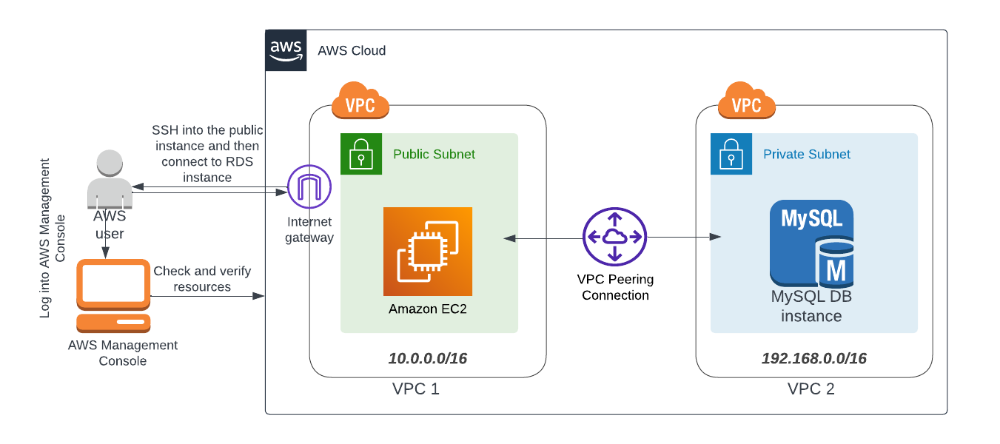 aws
AWS Cloud
VPC
VPC
SSH into the public
instance and then
connect to RDS
instance
Public Subnet
Private Subnet
Log into AWS Management
Console
AWS
user
Internet
gateway
MySQL
M
Check and verify
resources
VPC Peering
Connection
Amazon EC2
MySQL DB
instance
AWS Management
Console
10.0.0.0/16
192.168.0.0/16
VPC 1
VPC 2